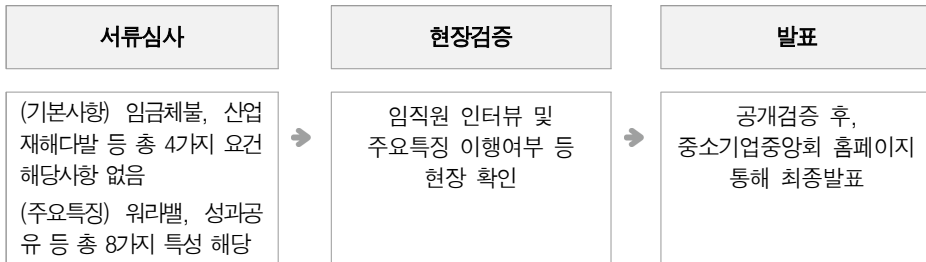 서류심사
현장검증
발표
(기본사항) 임금체불, 산업
재해다발 등 총 4가지 요건
해당사항 없음
(주요특징) 워라밸, 성과공
유 등 총 8가지 특성 해당
임직원 인터뷰 및
주요특징 이행여부 등
현장 확인
공개검증 후,
중소기업중앙회 홈페이지
통해 최종발표